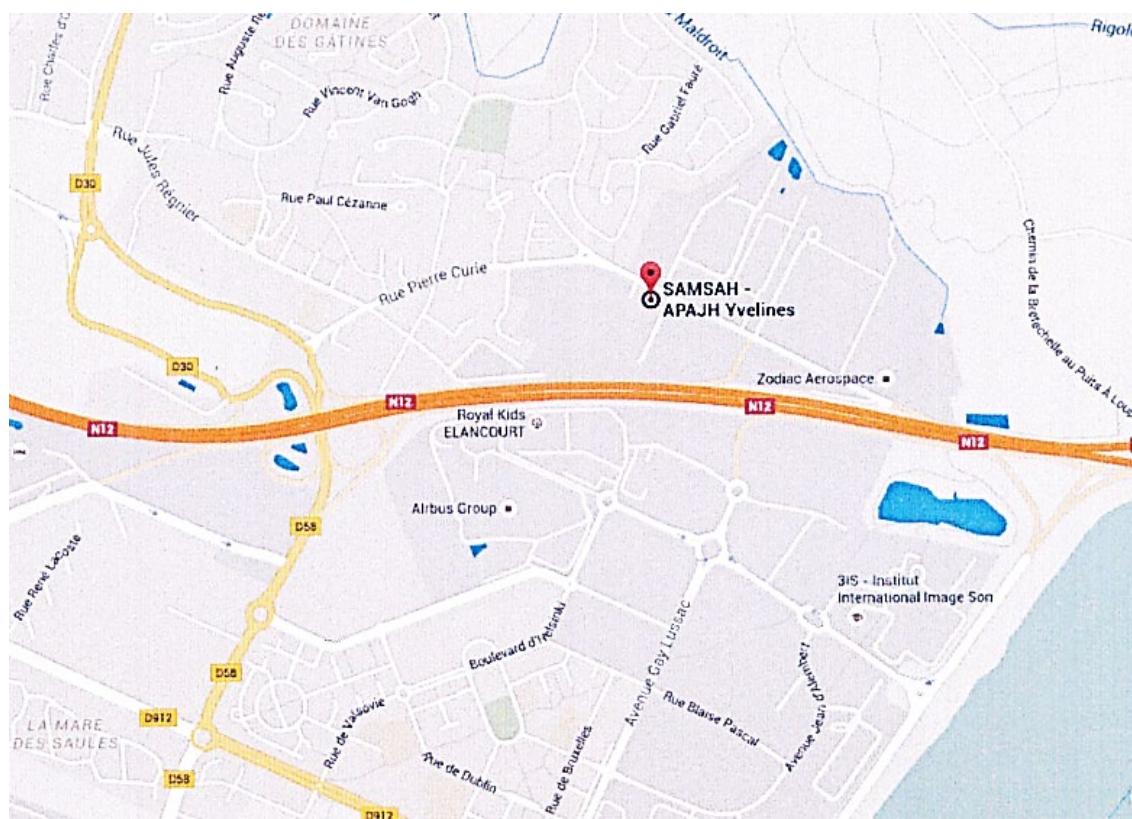 DOMAINE
DES GÂTINES
Rue Auguste Re
Rue Charles d'O
Rue Vincent Van Gogh
Maldroit
Rigole
Rue Gabriel Fauré
Rue Jules Régnier
D30
Rue Paul Cézanne
Rue Pierre Curie
SAMSAH -
APAJH Yvelines
Chemin de la Bretechelle au Puits À Loup
D30
Zodiac Aerospace
N12
N12
N12
N12
Royal Kids
ELANCOURT
Airbus Group
D58
Rue René Lacoste
3IS - Institut
International Image Son
Boulevard d'Helsinki
Avenue Gay Lussac
D58
Rue Blaise Pascal
Avenue Jean d'Alembert
D912
LA MARE
DES SAULES
Rue de Varsovie
Rue de Bruxelles
Rue de Dublin
D58
D912